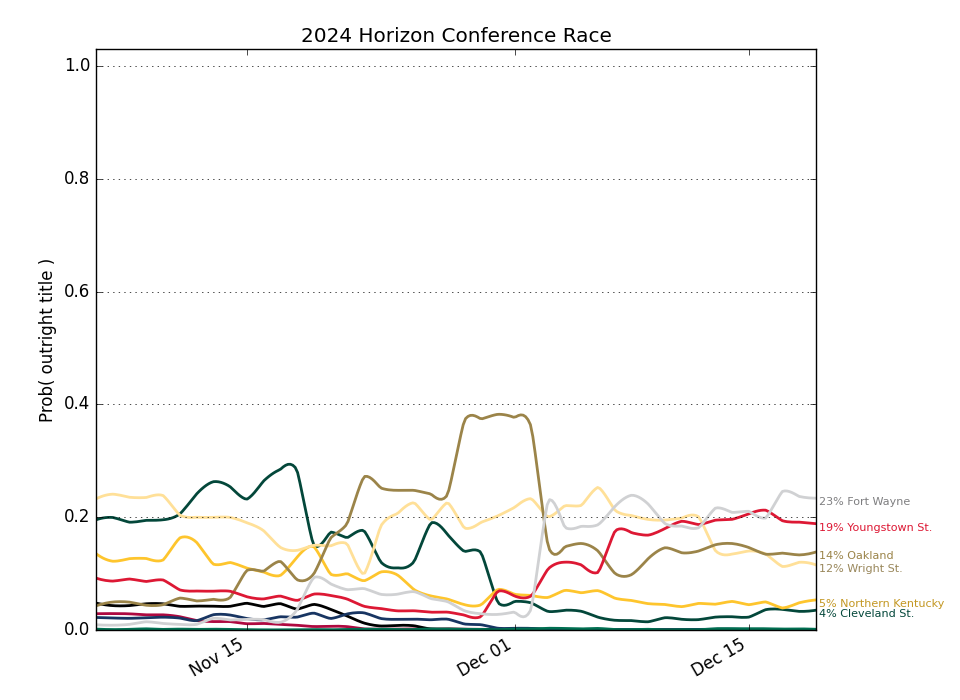 2024 Horizon Conference Race
1.0
0.8
0.6
0.4
0.2
0.0
Prob( outright title )
Nov 15
Dec 01
Dec 15
23% Fort Wayne
19% Youngstown St.
14% Oakland
12% Wright St.
5% Northern Kentucky
4% Cleveland St.